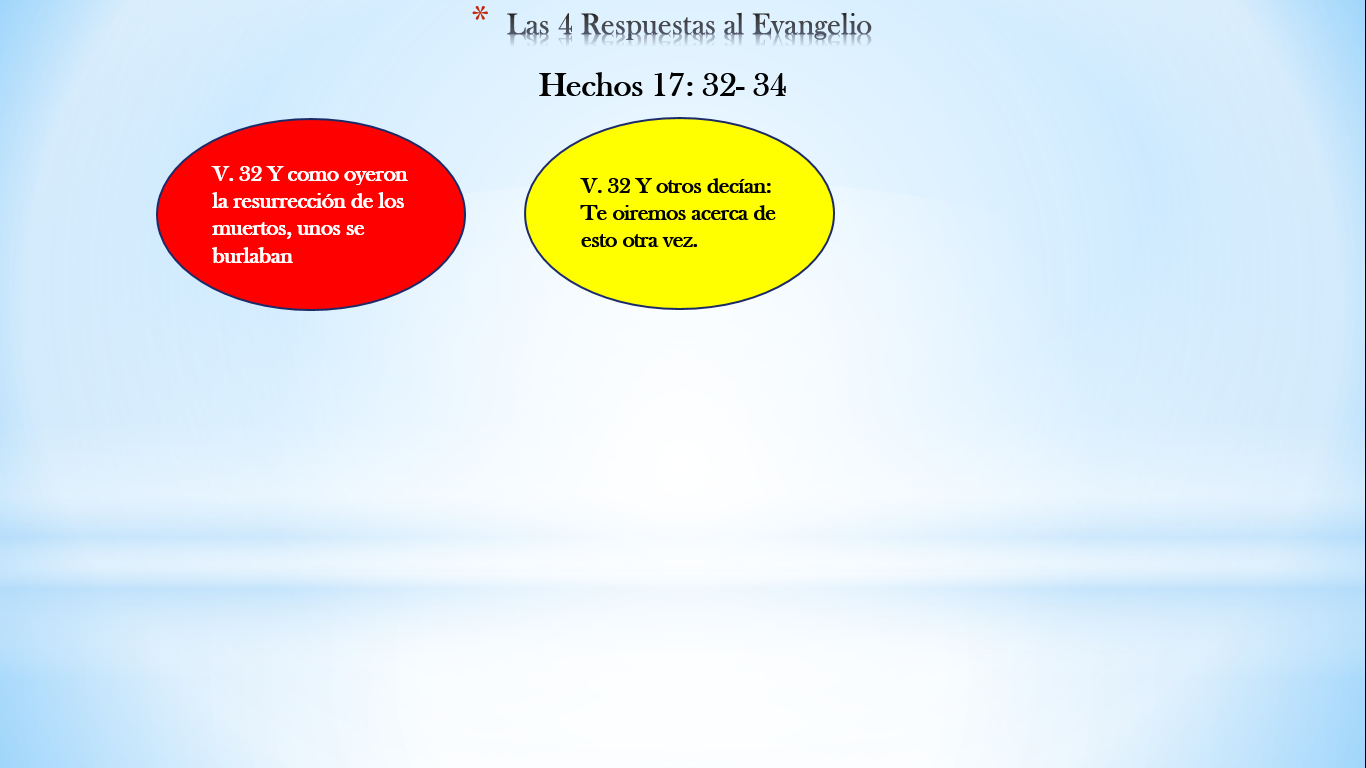 * Las 4 Respuestas al Evangelio
Hechos 17: 32- 34
V. 32 Y como oyeron
la resurrección de los
muertos, unos se
burlaban
V. 32 Y otros decían:
Te oiremos acerca de
esto otra vez.